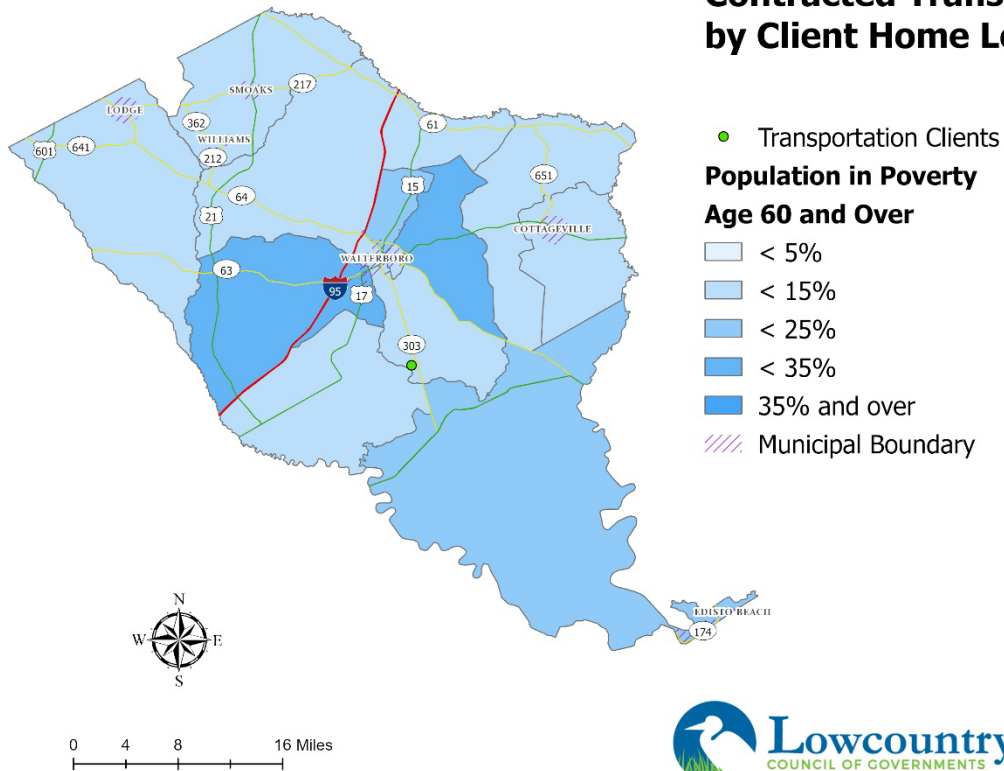 Contracted Trans
by Client Home Lo
Transportation Clients
Population in Poverty
Age 60 and Over
< 5%
< 15%
< 25%
< 35%
35% and over
Municipal Boundary
LODGE
SMOAKS
217
362
WILLIAMS
212
601
641
61
651
15
64
21
COTTAGEVILLE
WALTERBORO
63
95
17
303
EDISTO BEACH
174
N
W E
S
0 4 8 16 Miles
Lowcountry
COUNCIL OF GOVERNMENTS